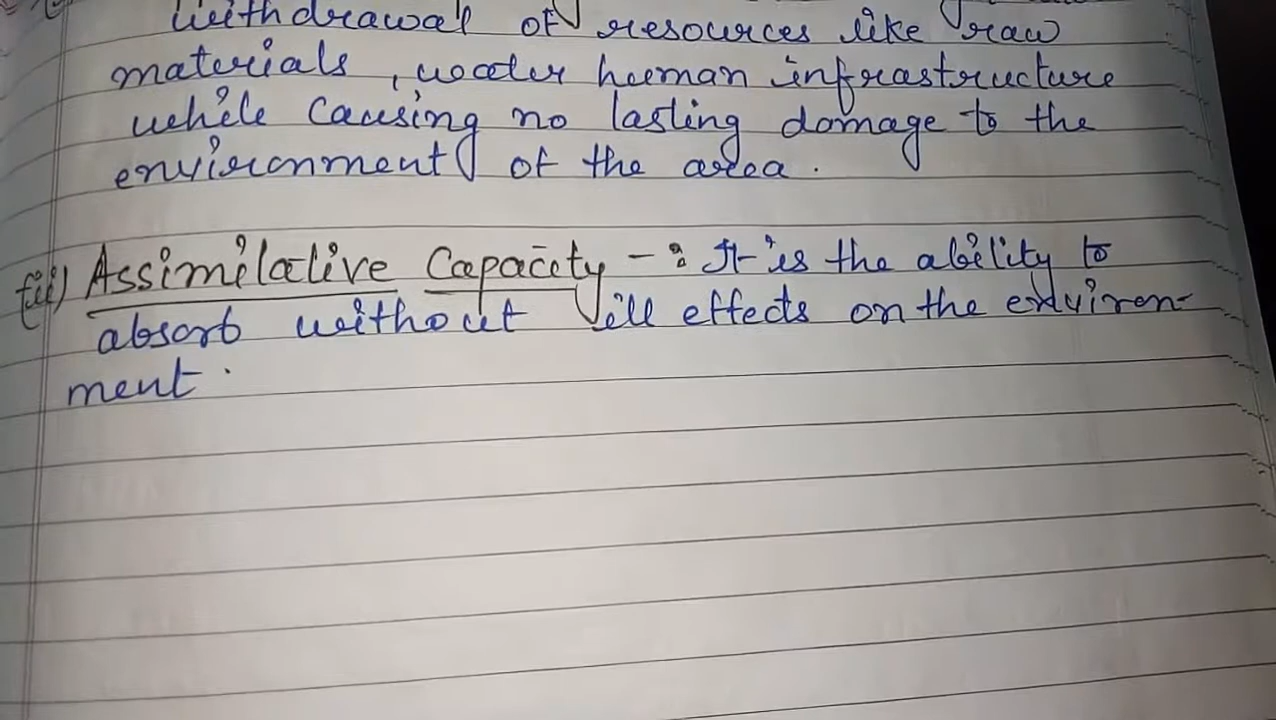 withdrawal of resources like raw
materials , water human infrastructure
while causing no lasting domage to the
environment of the area .
iii) Assimilative Capacity - : It is the ability to
absorb without ill effects on the environ-
ment .